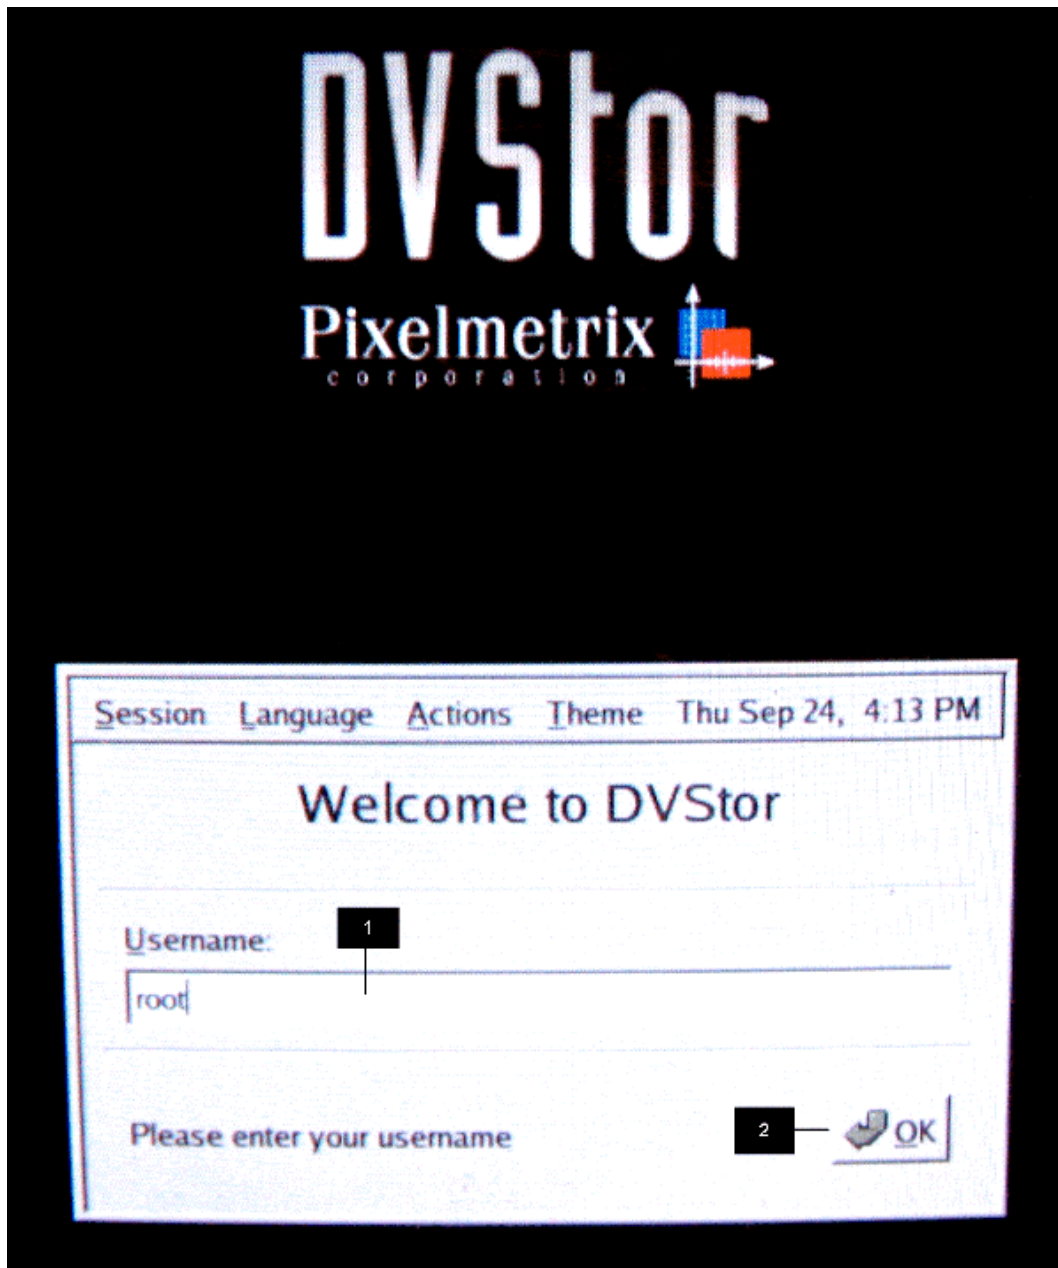 DVStor
Pixelmetrix
corporation
Session Language Actions Theme Thu Sep 24, 4:13 PM
Welcome to DVStor
Username:
1
root
Please enter your username
2
OK